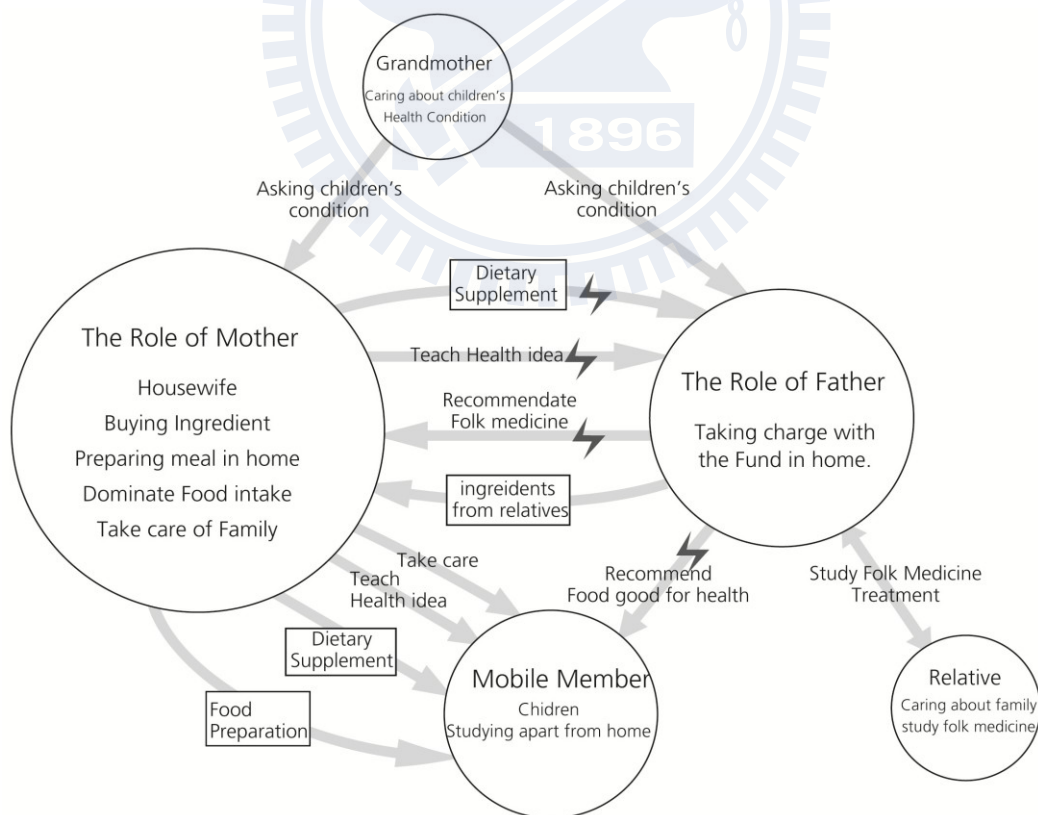 Grandmother
Caring about children's
Health Condition
1896
Asking children's
condition
Asking children's
condition
Dietary
Supplement
The Role of Mother
Housewife
Buying Ingredient
Preparing meal in home
Dominate Food intake
Take care of Family
Teach Health idea
Recommendate
Folk medicine
ingreidents
from relatives
The Role of Father
Taking charge with
the Fund in home.
Take care
Teach
Health idea
Recommend
Food good for health
Study Folk Medicine
Treatment
Dietary
Supplement
Food
Preparation
Mobile Member
Chidren
Studying apart from home
Relative
Caring about family
study folk medicine